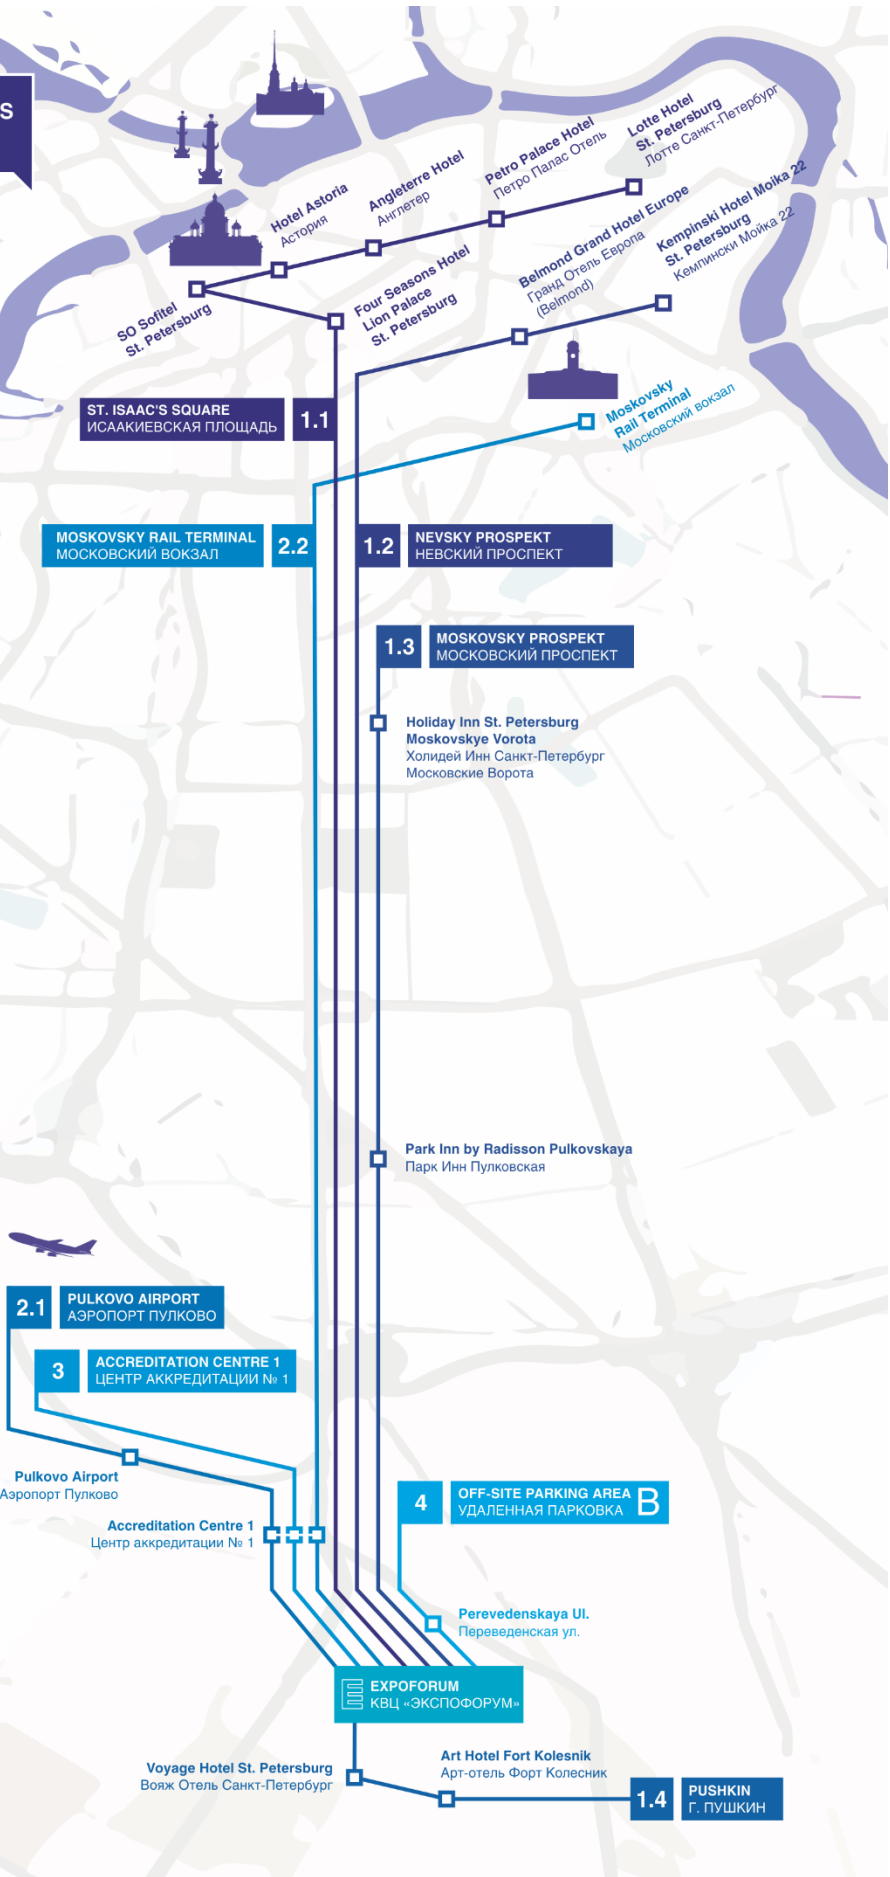 S
Lotte Hotel
St. Petersburg
Лотте Санкт-Петербург
Petro Palace Hotel
Петро Палас Отель
Angleterre Hotel
Англетер
Hotel Astoria
Астория
SO Sofitel
St. Petersburg
Four Seasons Hotel
Lion Palace
St. Petersburg
Belmond Grand Hotel Europe
Гранд Отель Европа
(Belmond)
Kempinski Hotel Moika 22
St. Petersburg
Кемпински Мойка 22
Moskovsky
Rail Terminal
Московский вокзал
ST. ISAAC'S SQUARE
ИСААКИЕВСКАЯ ПЛОЩАДЬ
1.1
MOSKOVSKY RAIL TERMINAL
МОСКОВСКИЙ ВОКЗАЛ
2.2
1.2
NEVSKY PROSPEKT
НЕВСКИЙ ПРОСПЕКТ
1.3
MOSKOVSKY PROSPEKT
МОСКОВСКИЙ ПРОСПЕКТ
Holiday Inn St. Petersburg
Moskovskye Vorota
Холидей Инн Санкт-Петербург
Московские Ворота
Park Inn by Radisson Pulkovskaya
Парк Инн Пулковская
2.1
PULKOVO AIRPORT
АЭРОПОРТ ПУЛКОВО
3
ACCREDITATION CENTRE 1
ЦЕНТР АККРЕДИТАЦИИ № 1
Pulkovo Airport
Аэропорт Пулково
Accreditation Centre 1
Центр аккредитации № 1
4
OFF-SITE PARKING AREA
УДАЛЕННАЯ ПАРКОВКА
B
Perevedenskaya Ul.
Переведенская ул.
EXPOFORUM
КВЦ «ЭКСПОФОРУМ»
Voyage Hotel St. Petersburg
Вояж Отель Санкт-Петербург
Art Hotel Fort Kolesnik
Арт-отель Форт Колесник
1.4
PUSHKIN
Г. ПУШКИН